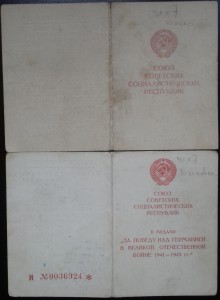 СОЮЗ
СОВЕТСКИХ
СОЦИАЛИСТИЧЕСКИХ
РЕСПУБЛИК
СОЮЗ
СОВЕТСКИХ
СОЦИАЛИСТИЧЕСКИХ
РЕСПУБЛИК
К МЕДАЛИ
„ЗА ПОБЕДУ НАД ГЕРМАНИЕЙ
В ВЕЛИКОЙ ОТЕЧЕСТВЕННОЙ
ВОЙНЕ 1941—1945 гг."
И №0036924 *